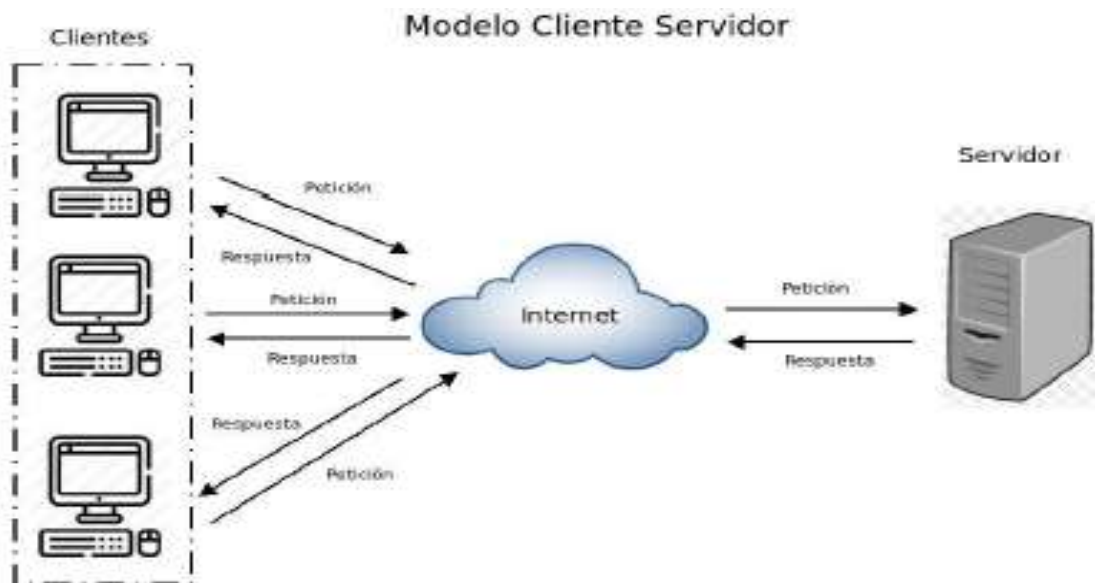 Modelo Cliente Servidor
Clientes
Servidor
Petición
Respuesta
Petición
Respuesta
Internet
Petición
Respuesta
Respuesta
Petición